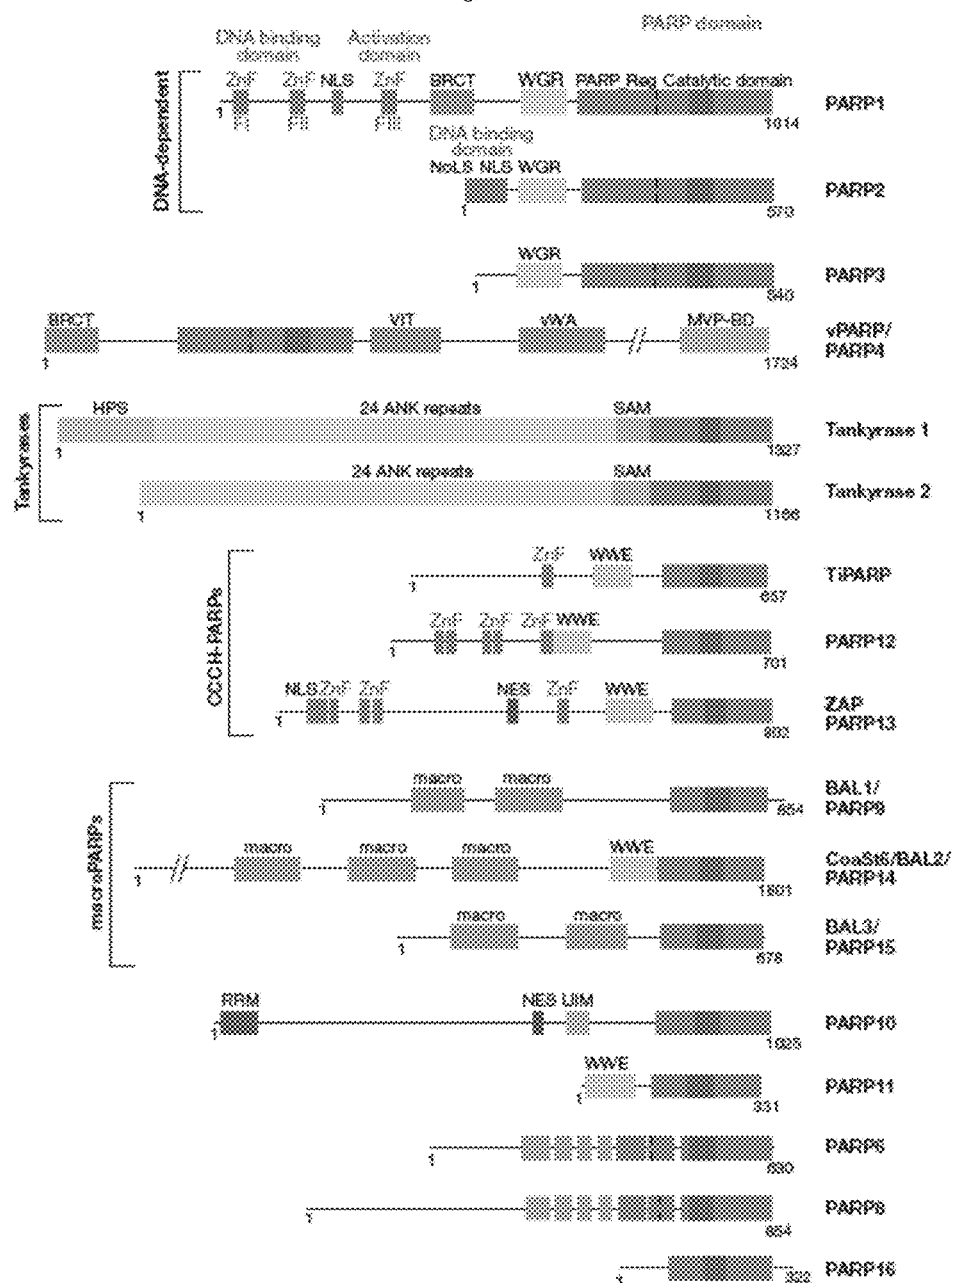 PARP domain
DNA binding domain
Activation domain
ZnF ZnF NLS ZnF BRCT WGR PARP Reg Catalytic domain
PARP1
1 FI FII FIII 1014
DNA-dependent
DNA binding domain
NoLS NLS WGR
PARP2
1 570
WGR
PARP3
1 540
BRCT VIT vWA MVP-BD
vPARP/
PARP4
1 1724
Tankyrases
HPS 24 ANK repeats SAM
Tankyrase 1
1 1327
24 ANK repeats SAM
Tankyrase 2
1 1166
CCCH-PARPs
ZnF WWE
TiPARP
1 657
ZnF ZnF ZnF WWE
PARP12
1 701
NLS ZnF ZnF NES ZnF WWE
ZAP
PARP13
1 902
macroPARPs
macro macro
BAL1/
PARP9
1 854
macro macro macro WWE
CoaSt6/BAL2/
PARP14
1 1801
macro macro
BAL3/
PARP15
1 678
RRM NES UIM
PARP10
1 1025
WWE
PARP11
1 331
PARP6
1 630
PARP8
1 854
PARP16
1 322